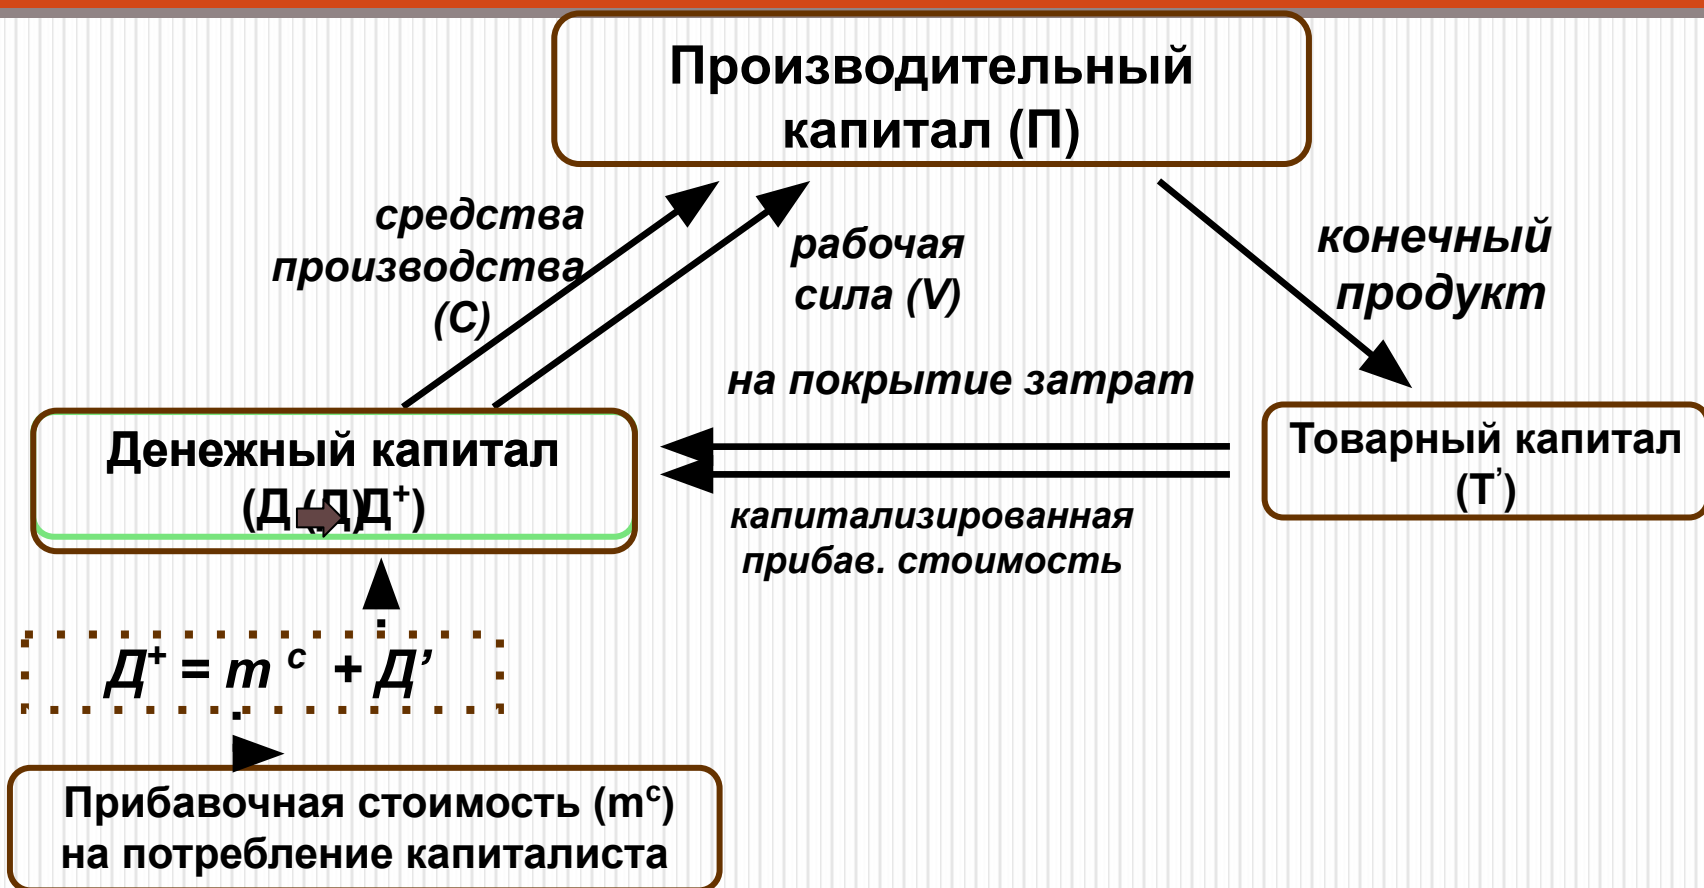 Производительный
капитал (П)
средства
производства
(С)
рабочая
сила (V)
конечный
продукт
на покрытие затрат
Денежный капитал
(Д (Д) Д⁺)
Товарный капитал
(Т’)
капитализированная
прибав. стоимость
Д⁺ = m ᶜ + Д’
Прибавочная стоимость (mᶜ)
на потребление капиталиста